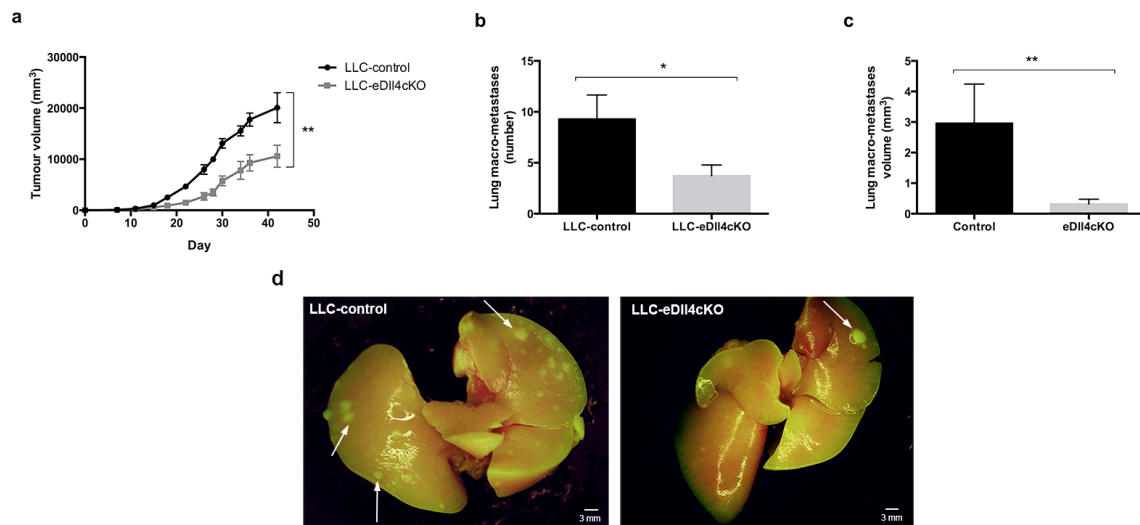 a
Tumour volume (mm3)
30000
20000
10000
0
0 10 20 30 40 50
Day
LLC-control
LLC-eDll4cKO
**
b
Lung macro-metastases
(number)
15
10
5
0
*
LLC-control LLC-eDll4cKO
c
Lung macro-metastases
volume (mm3)
5
4
3
2
1
0
**
Control eDll4cKO
d
LLC-control
3 mm
LLC-eDll4cKO
3 mm